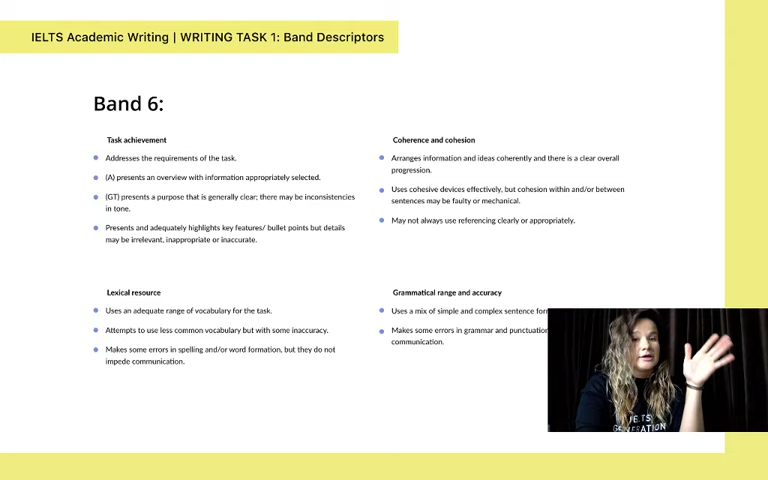 IELTS Academic Writing | WRITING TASK 1: Band Descriptors
Band 6:
Task achievement
Addresses the requirements of the task.
(A) presents an overview with information appropriately selected.
(GT) presents a purpose that is generally clear; there may be inconsistencies
in tone.
Presents and adequately highlights key features/ bullet points but details
may be irrelevant, inappropriate or inaccurate.
Coherence and cohesion
Arranges information and ideas coherently and there is a clear overall
progression.
Uses cohesive devices effectively, but cohesion within and/or between
sentences may be faulty or mechanical.
May not always use referencing clearly or appropriately.
Lexical resource
Uses an adequate range of vocabulary for the task.
Attempts to use less common vocabulary but with some inaccuracy.
Makes some errors in spelling and/or word formation, but they do not
impede communication.
Grammatical range and accuracy
Uses a mix of simple and complex sentence
Makes some errors in grammar and punctuation
communication.
IELTS
GENERATION